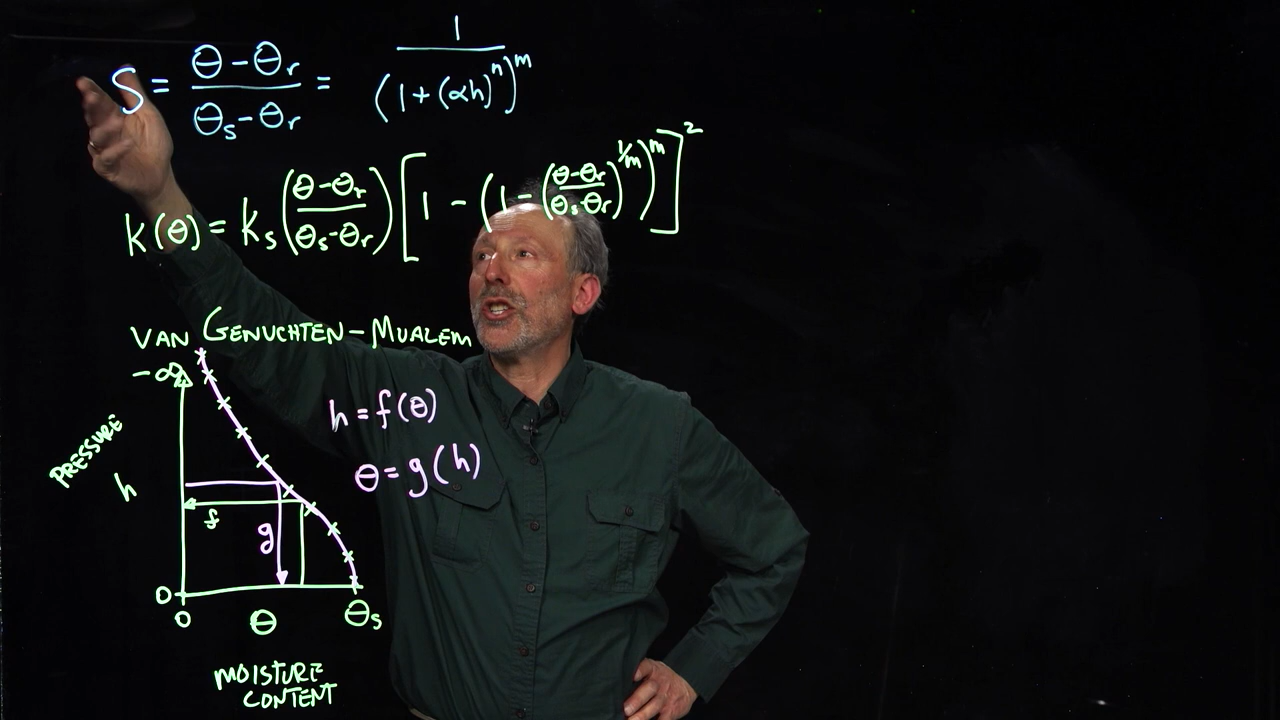 S = (θ-θr)/(θs-θr) = 1/(1+(αh)^n)^m
K(θ) = Ks((θ-θr)/(θs-θr))[1-(1-((θ-θr)/(θs-θr))^1/m)^m]^2
VAN GENUCHTEN-MUALEM
-∞
h=f(θ)
PRESSURE
h
θ=g(h)
f
g
0
0
θ
θs
MOISTURE
CONTENT